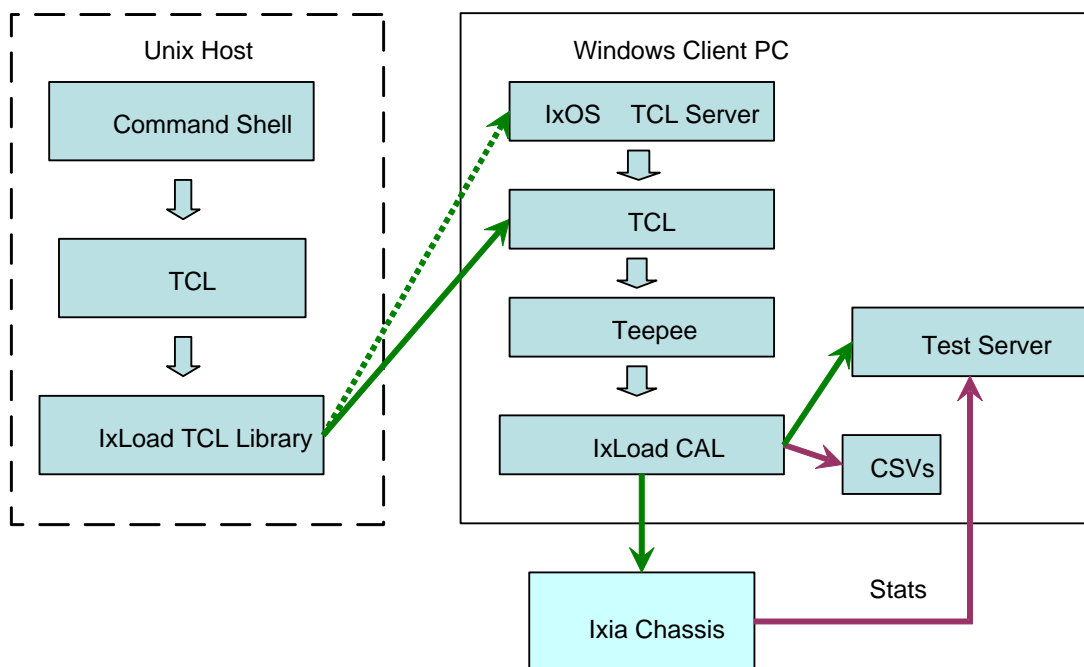 Unix Host
Command Shell
TCL
IxLoad TCL Library
Windows Client PC
IxOS TCL Server
TCL
Teepee
IxLoad CAL
Test Server
CSVs
Ixia Chassis
Stats